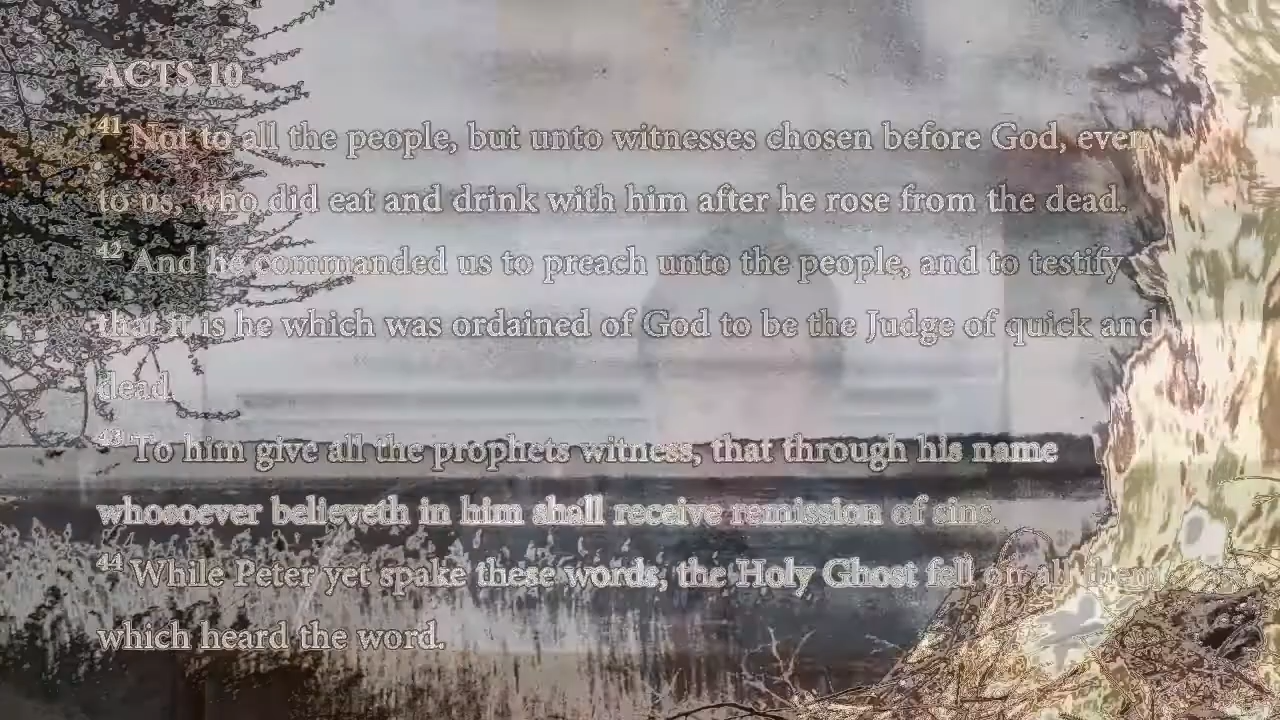 ACTS 10
41 Not to all the people, but unto witnesses chosen before God, even
to us, who did eat and drink with him after he rose from the dead.
42 And he commanded us to preach unto the people, and to testify
that it is he which was ordained of God to be the Judge of quick and
dead.
43 To him give all the prophets witness, that through his name
whosoever believeth in him shall receive remission of sins.
44 While Peter yet spake these words, the Holy Ghost fell on all them
which heard the word.